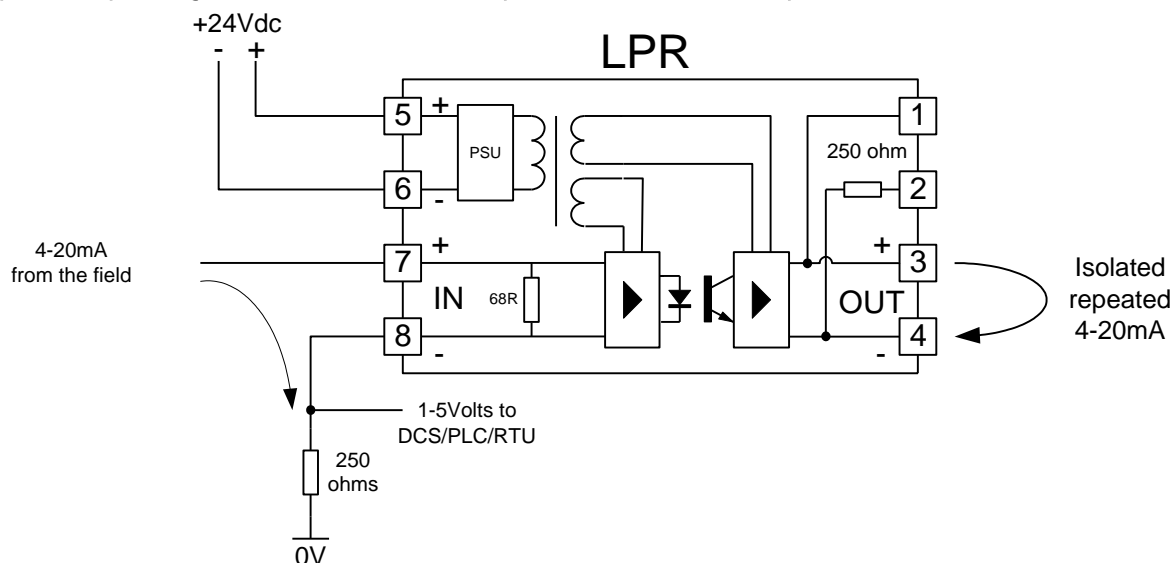 +24Vdc
- +
LPR
5 +
PSU
6 -
250 ohm
1
2
4-20mA
from the field
7 +
IN
68R
8 -
+ 3
OUT
4 -
Isolated
repeated
4-20mA
1-5Volts to
DCS/PLC/RTU
250
ohms
0V